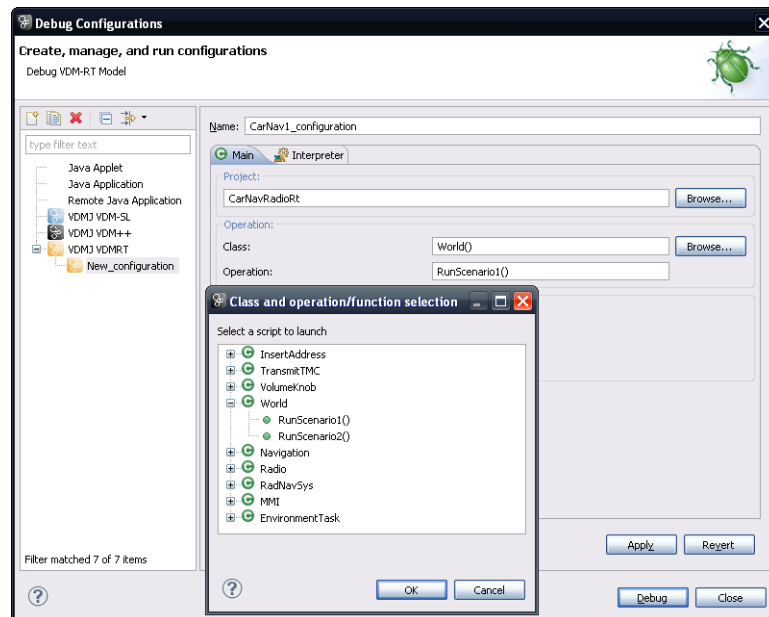 Debug Configurations
Create, manage, and run configurations
Debug VDM-RT Model
type filter text
Java Applet
Java Application
Remote Java Application
VDMJ VDM-SL
VDMJ VDM++
VDMJ VDMRT
New_configuration
Filter matched 7 of 7 items
Name: CarNav1_configuration
Main Interpreter
Project:
CarNavRadioRt Browse...
Operation:
Class: World() Browse...
Operation: RunScenario1()
Class and operation/function selection
Select a script to launch
InsertAddress
TransmitTMC
VolumeKnob
World
RunScenario1()
RunScenario2()
Navigation
Radio
RadNavSys
MMI
EnvironmentTask
OK Cancel
Apply Revert
Debug Close